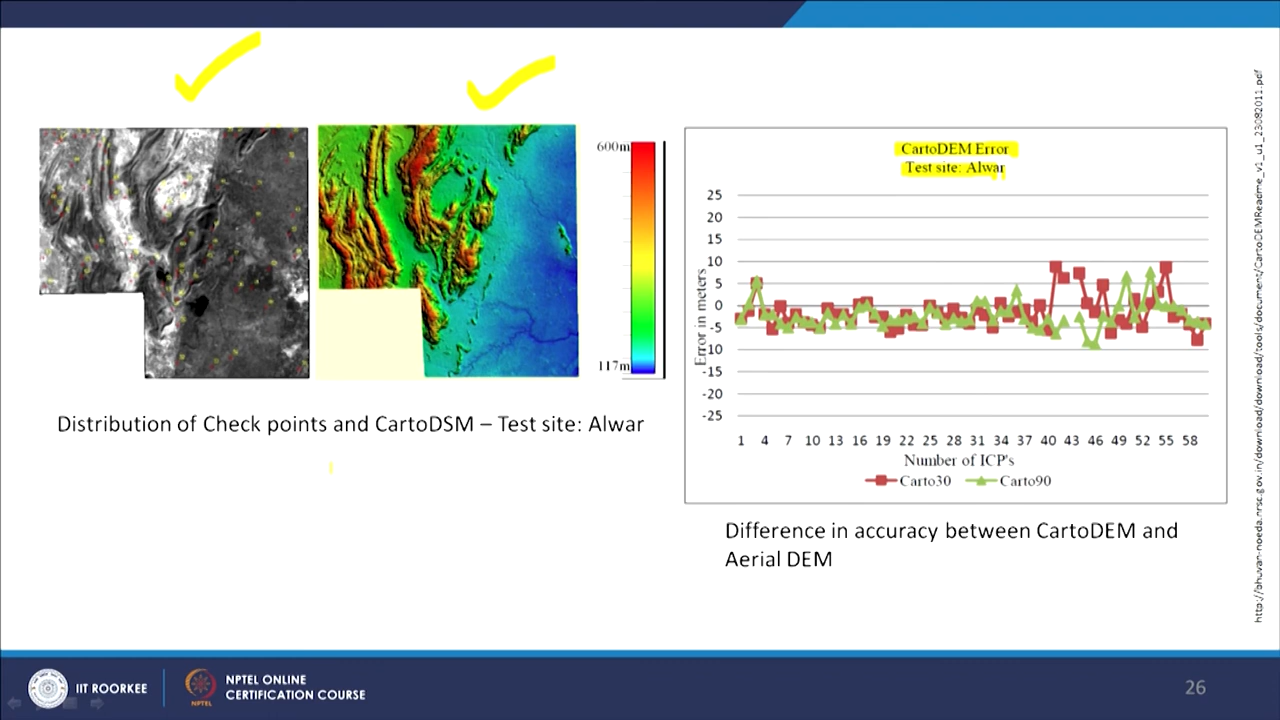 600m
117m
Distribution of Check points and CartoDSM – Test site: Alwar
CartoDEM Error
Test site: Alwar
25
20
15
10
5
0
-5
-10
-15
-20
-25
Error in meters
1 4 7 10 13 16 19 22 25 28 31 34 37 40 43 46 49 52 55 58
Number of ICP's
Carto30 Carto90
Difference in accuracy between CartoDEM and
Aerial DEM
http://bhuvan-noeda.nrsc.gov.in/download/download/tools/document/CartoDEMReadme_v1_u1_23082011.pdf
IIT ROORKEE
NPTEL
NPTEL ONLINE
CERTIFICATION COURSE
26